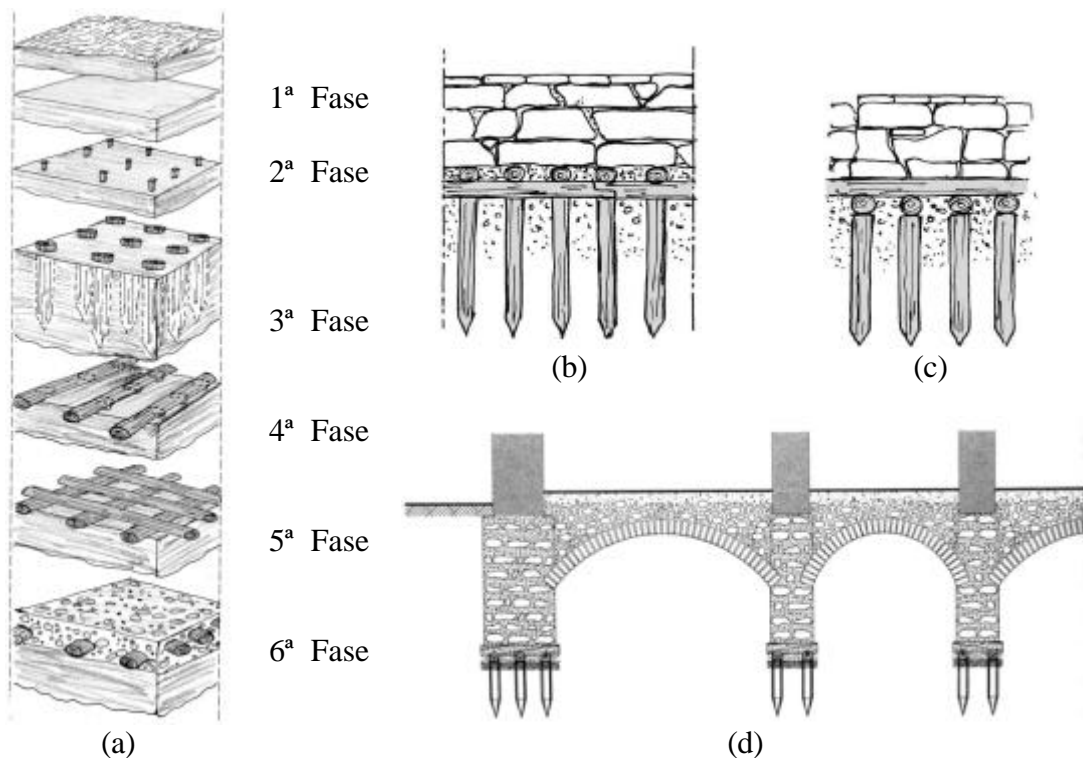 1ª Fase
2ª Fase
3ª Fase
4ª Fase
5ª Fase
6ª Fase
(a)
(b)
(c)
(d)